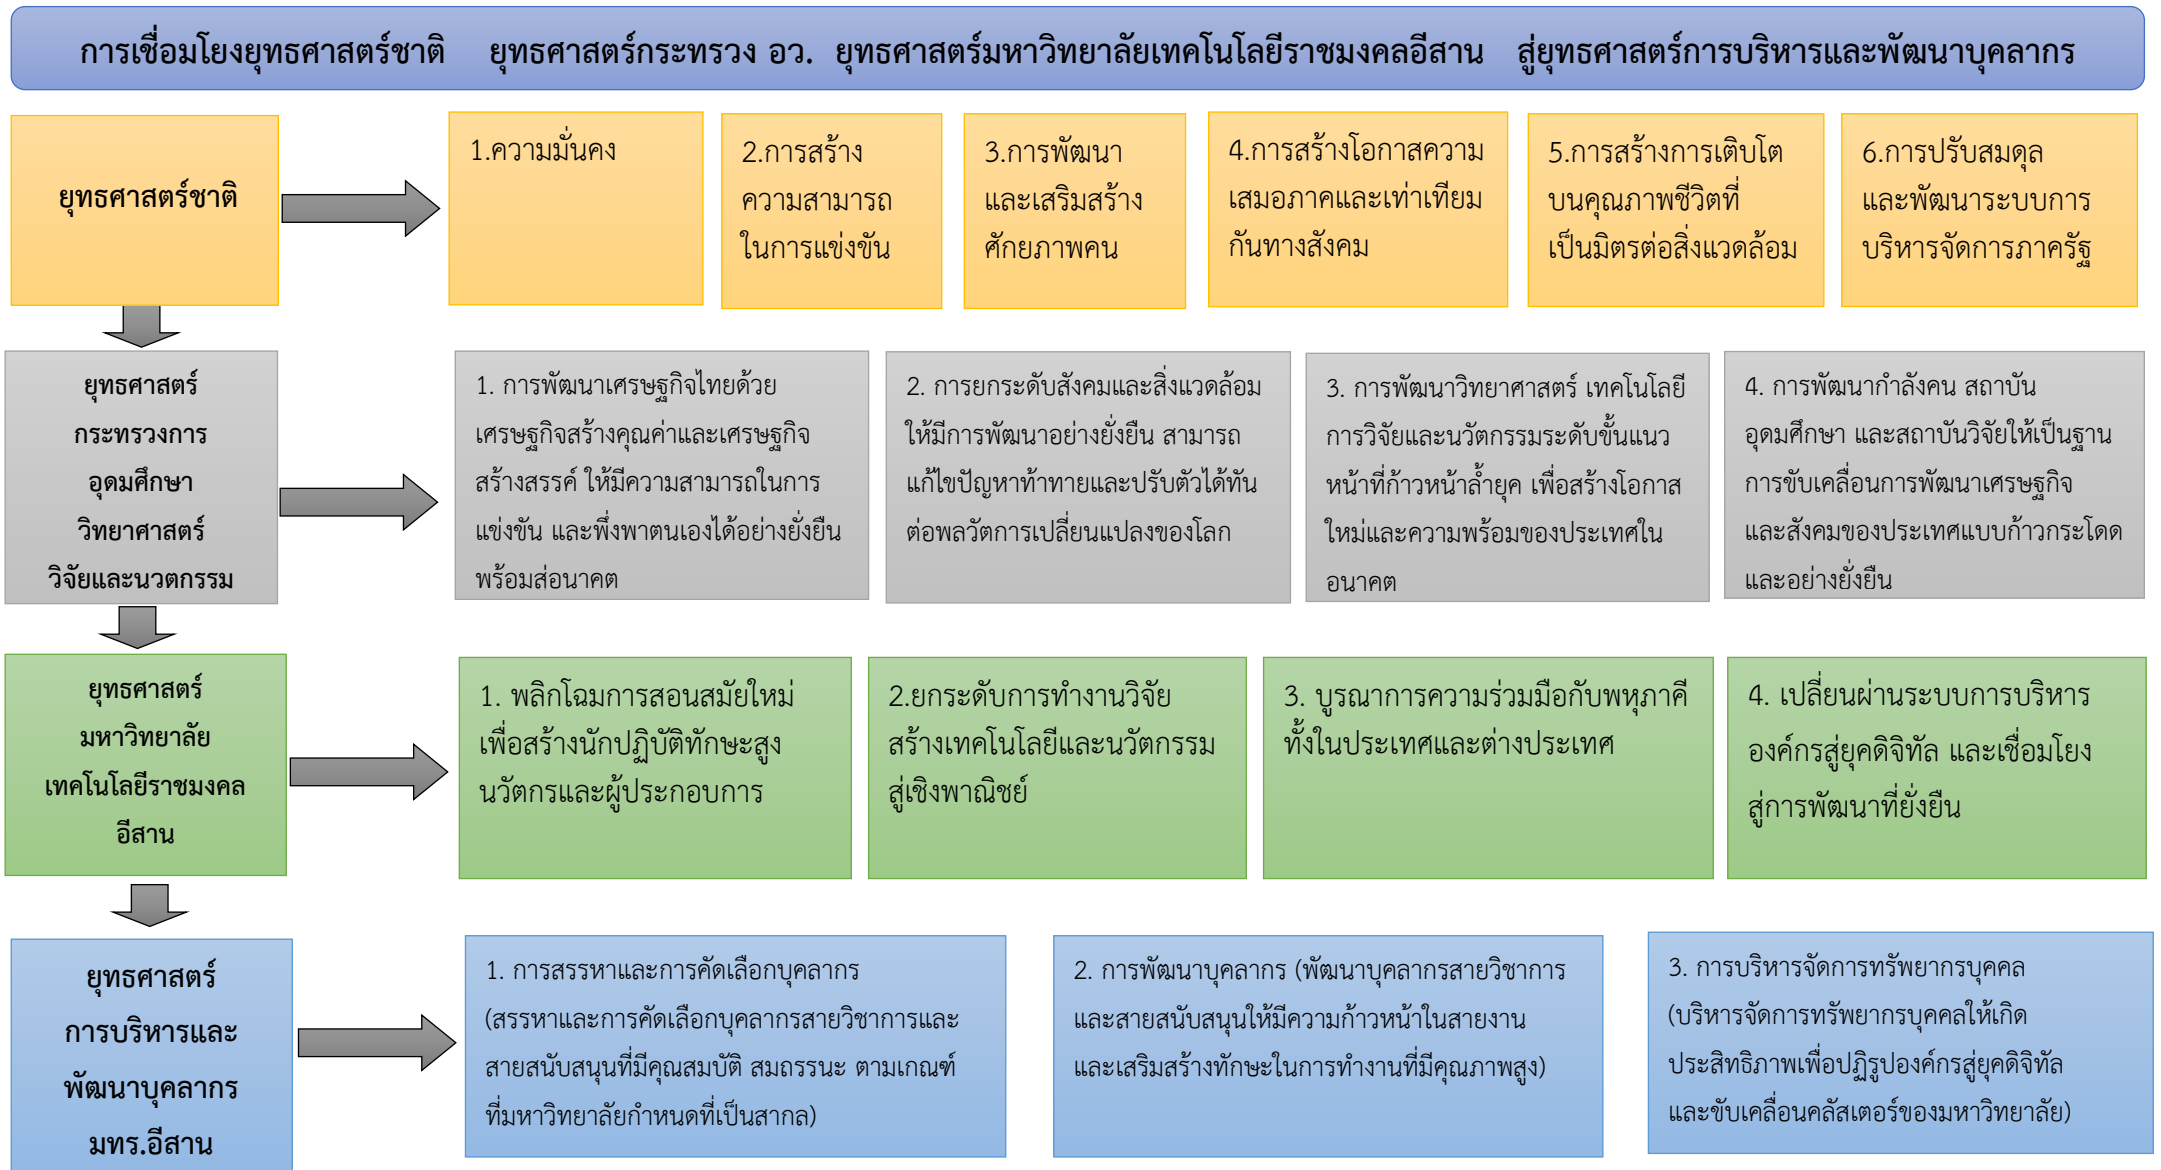 การเชื่อมโยงยุทธศาสตร์ชาติ ยุทธศาสตร์กระทรวง อว. ยุทธศาสตร์มหาวิทยาลัยเทคโนโลยีราชมงคลอีสาน สู่ยุทธศาสตร์การบริหารและพัฒนาบุคลากร
ยุทธศาสตร์ชาติ
1.ความมั่นคง
2.การสร้าง
ความสามารถ
ในการแข่งขัน
3.การพัฒนา
และเสริมสร้าง
ศักยภาพคน
4.การสร้างโอกาสความ
เสมอภาคและเท่าเทียม
กันทางสังคม
5.การสร้างการเติบโต
บนคุณภาพชีวิตที่
เป็นมิตรต่อสิ่งแวดล้อม
6.การปรับสมดุล
และพัฒนาระบบการ
บริหารจัดการภาครัฐ
ยุทธศาสตร์
กระทรวงการ
อุดมศึกษา
วิทยาศาสตร์
วิจัยและนวตกรรม
1. การพัฒนาเศรษฐกิจไทยด้วย
เศรษฐกิจสร้างคุณค่าและเศรษฐกิจ
สร้างสรรค์ ให้มีความสามารถในการ
แข่งขัน และพึ่งพาตนเองได้อย่างยั่งยืน
พร้อมสู่อนาคต
2. การยกระดับสังคมและสิ่งแวดล้อม
ให้มีการพัฒนาอย่างยั่งยืน สามารถ
แก้ไขปัญหาท้าทายและปรับตัวได้ทัน
ต่อพลวัตการเปลี่ยนแปลงของโลก
3. การพัฒนาวิทยาศาสตร์ เทคโนโลยี
การวิจัยและนวัตกรรมระดับขั้นแนว
หน้าที่ก้าวหน้าล้ำยุค เพื่อสร้างโอกาส
ใหม่และความพร้อมของประเทศใน
อนาคต
4. การพัฒนากำลังคน สถาบัน
อุดมศึกษา และสถาบันวิจัยให้เป็นฐาน
การขับเคลื่อนการพัฒนาเศรษฐกิจ
และสังคมของประเทศแบบก้าวกระโดด
และอย่างยั่งยืน
ยุทธศาสตร์
มหาวิทยาลัย
เทคโนโลยีราชมงคล
อีสาน
1. พลิกโฉมการสอนสมัยใหม่
เพื่อสร้างนักปฏิบัติทักษะสูง
นวัตกรและผู้ประกอบการ
2.ยกระดับการทำงานวิจัย
สร้างเทคโนโลยีและนวัตกรรม
สู่เชิงพาณิชย์
3. บูรณาการความร่วมมือกับพหุภาคี
ทั้งในประเทศและต่างประเทศ
4. เปลี่ยนผ่านระบบการบริหาร
องค์กรสู่ยุคดิจิทัล และเชื่อมโยง
สู่การพัฒนาที่ยั่งยืน
ยุทธศาสตร์
การบริหารและ
พัฒนาบุคลากร
มทร.อีสาน
1. การสรรหาและการคัดเลือกบุคลากร
(สรรหาและการคัดเลือกบุคลากรสายวิชาการและ
สายสนับสนุนที่มีคุณสมบัติ สมถรรนะ ตามเกณฑ์
ที่มหาวิทยาลัยกำหนดที่เป็นสากล)
2. การพัฒนาบุคลากร (พัฒนาบุคลากรสายวิชาการ
และสายสนับสนุนให้มีความก้าวหน้าในสายงาน
และเสริมสร้างทักษะในการทำงานที่มีคุณภาพสูง)
3. การบริหารจัดการทรัพยากรบุคคล
(บริหารจัดการทรัพยากรบุคคลให้เกิด
ประสิทธิภาพเพื่อปฏิรูปองค์กรสู่ยุคดิจิทัล
และขับเคลื่อนคลัสเตอร์ของมหาวิทยาลัย)